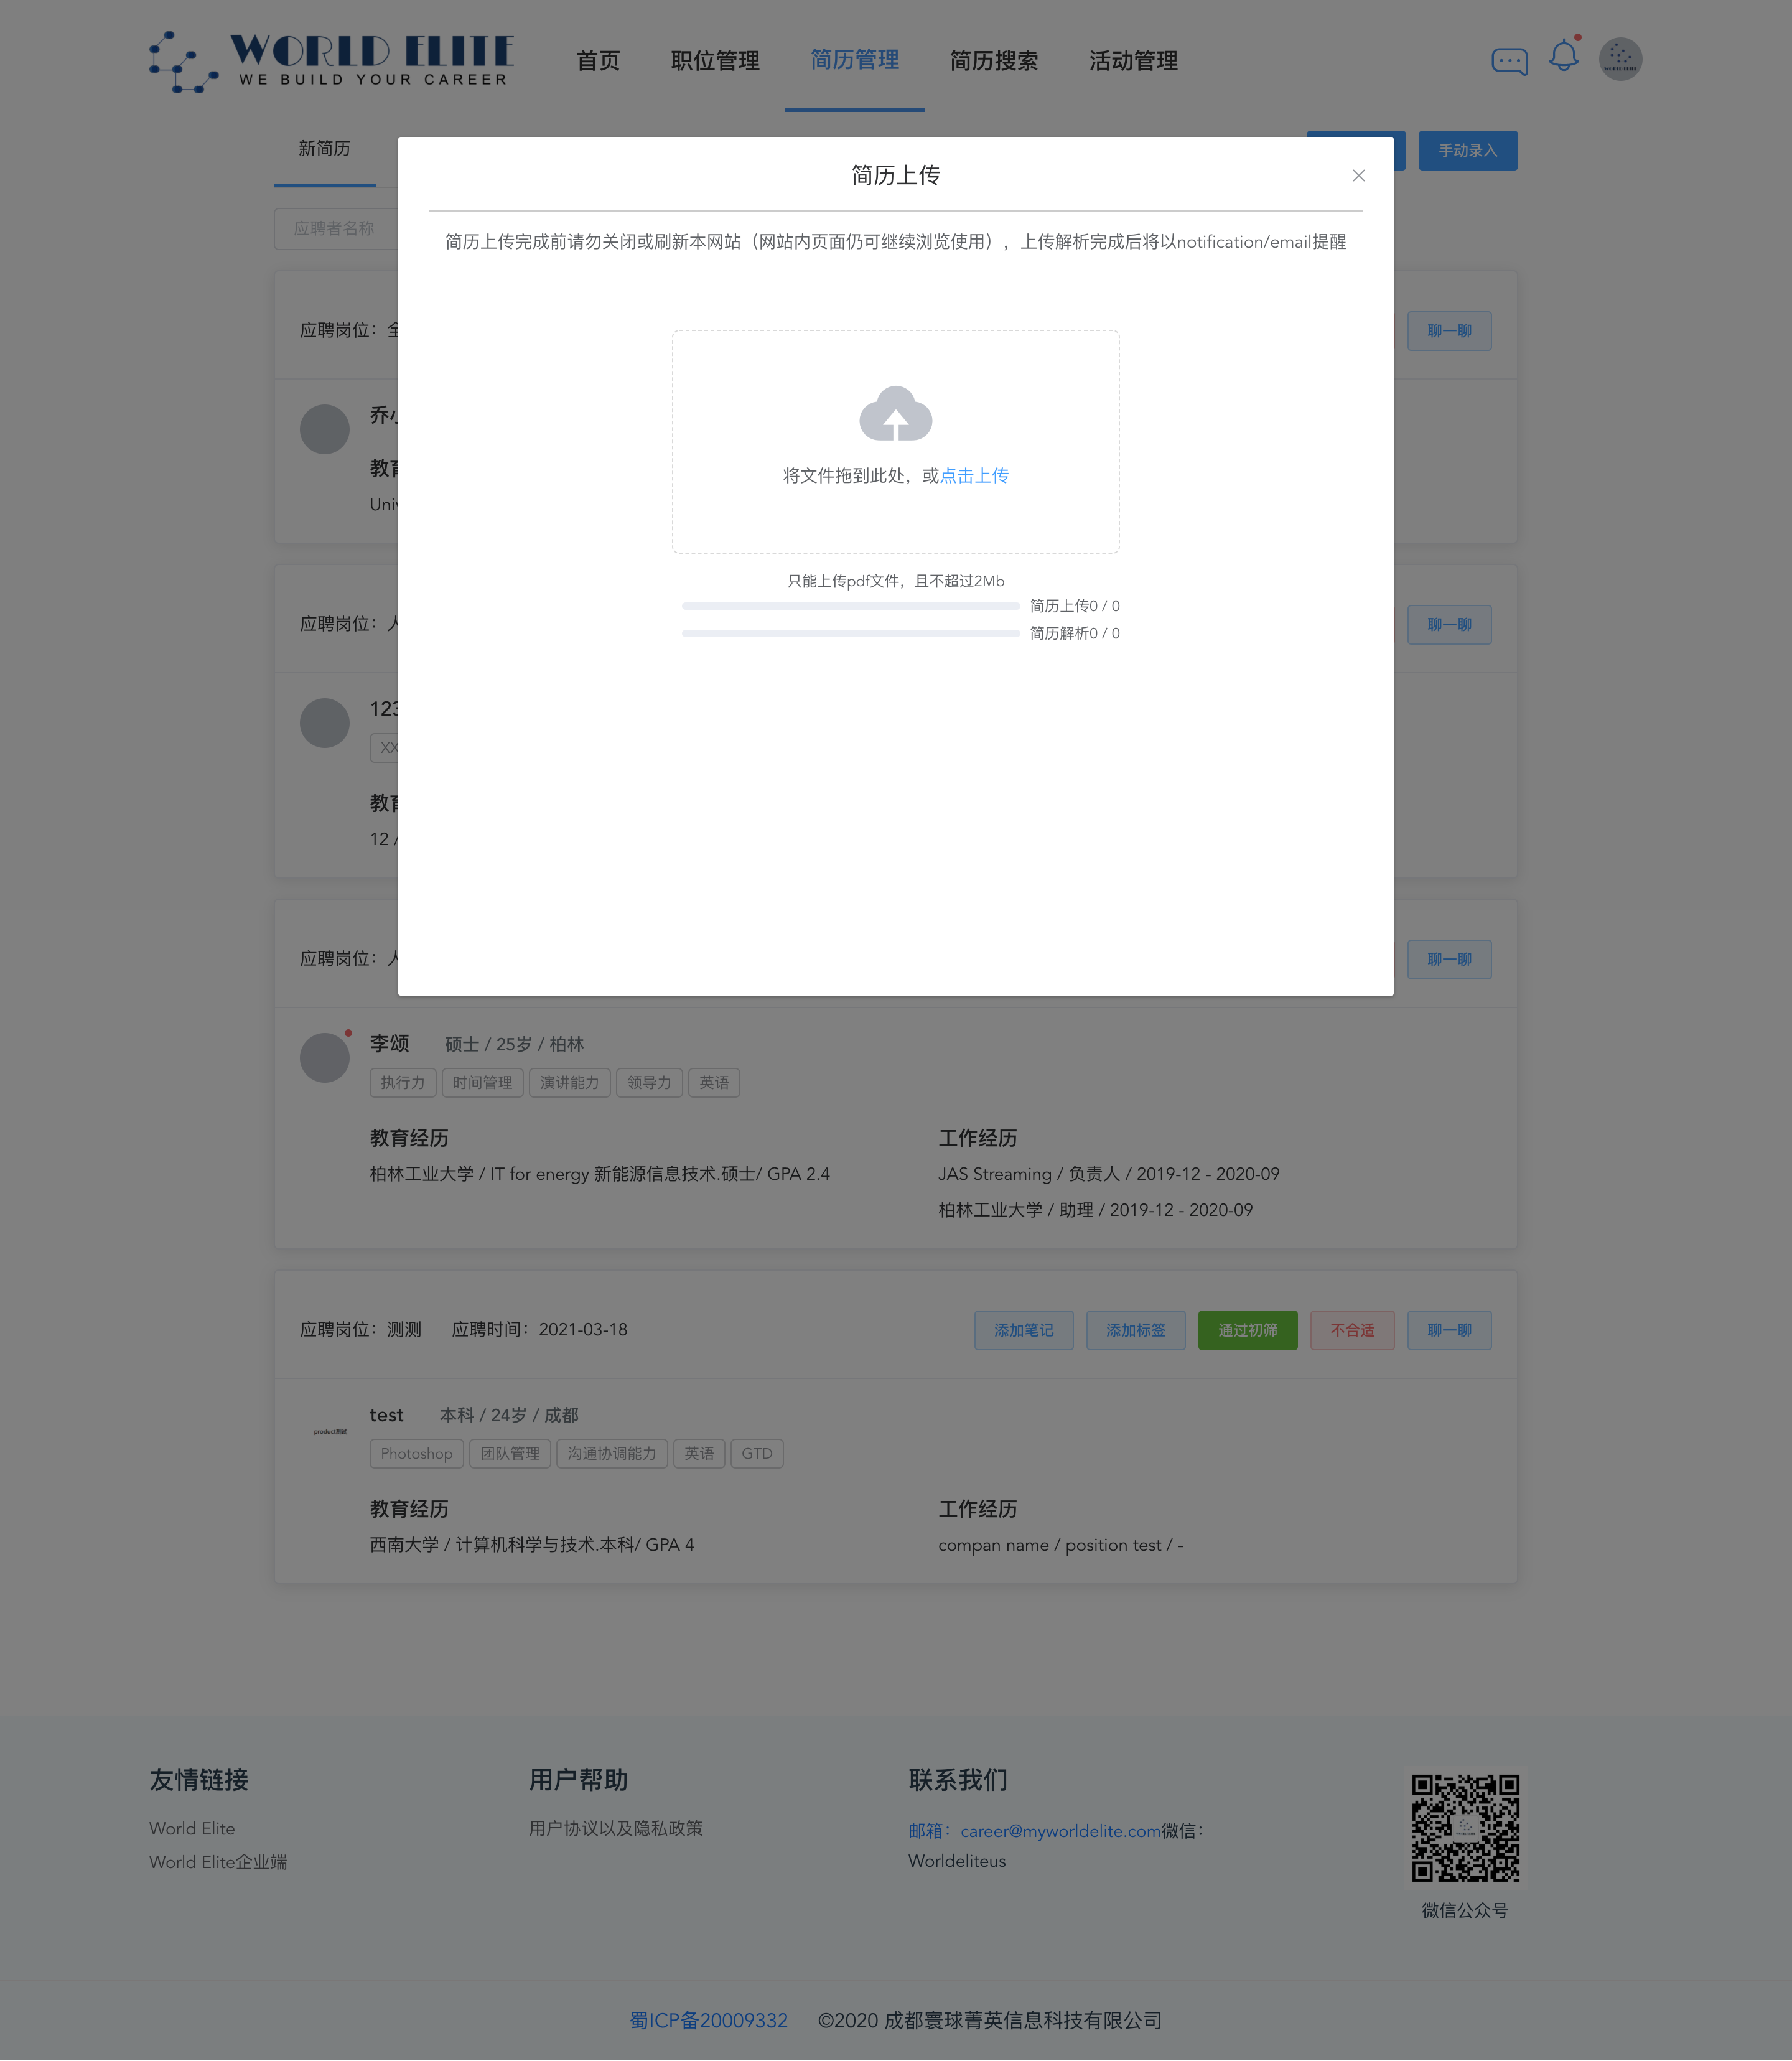 WORLD ELITE
WE BUILD YOUR CAREER
首页
职位管理
简历管理
简历搜索
活动管理
新简历
手动录入
简历上传
应聘者名称
简历上传完成前请勿关闭或刷新本网站（网站内页面仍可继续浏览使用），上传解析完成后将以notification/email提醒
应聘岗位：全
聊一聊
乔小
教育
Univ
将文件拖到此处，或点击上传
只能上传pdf文件，且不超过2Mb
简历上传0 / 0
简历解析0 / 0
应聘岗位：人
聊一聊
123
XX
教育
12 /
应聘岗位：人
聊一聊
李颂 硕士 / 25岁 / 柏林
执行力 时间管理 演讲能力 领导力 英语
教育经历
柏林工业大学 / IT for energy 新能源信息技术.硕士/ GPA 2.4
工作经历
JAS Streaming / 负责人 / 2019-12 - 2020-09
柏林工业大学 / 助理 / 2019-12 - 2020-09
应聘岗位：测测 应聘时间：2021-03-18
添加笔记 添加标签 通过初筛 不合适 聊一聊
product测试
test 本科 / 24岁 / 成都
Photoshop 团队管理 沟通协调能力 英语 GTD
教育经历
西南大学 / 计算机科学与技术.本科/ GPA 4
工作经历
compan name / position test / -
友情链接
World Elite
World Elite企业端
用户帮助
用户协议以及隐私政策
联系我们
邮箱：career@myworldelite.com微信：
Worldeliteus
微信公众号
蜀ICP备20009332 ©2020 成都寰球菁英信息科技有限公司